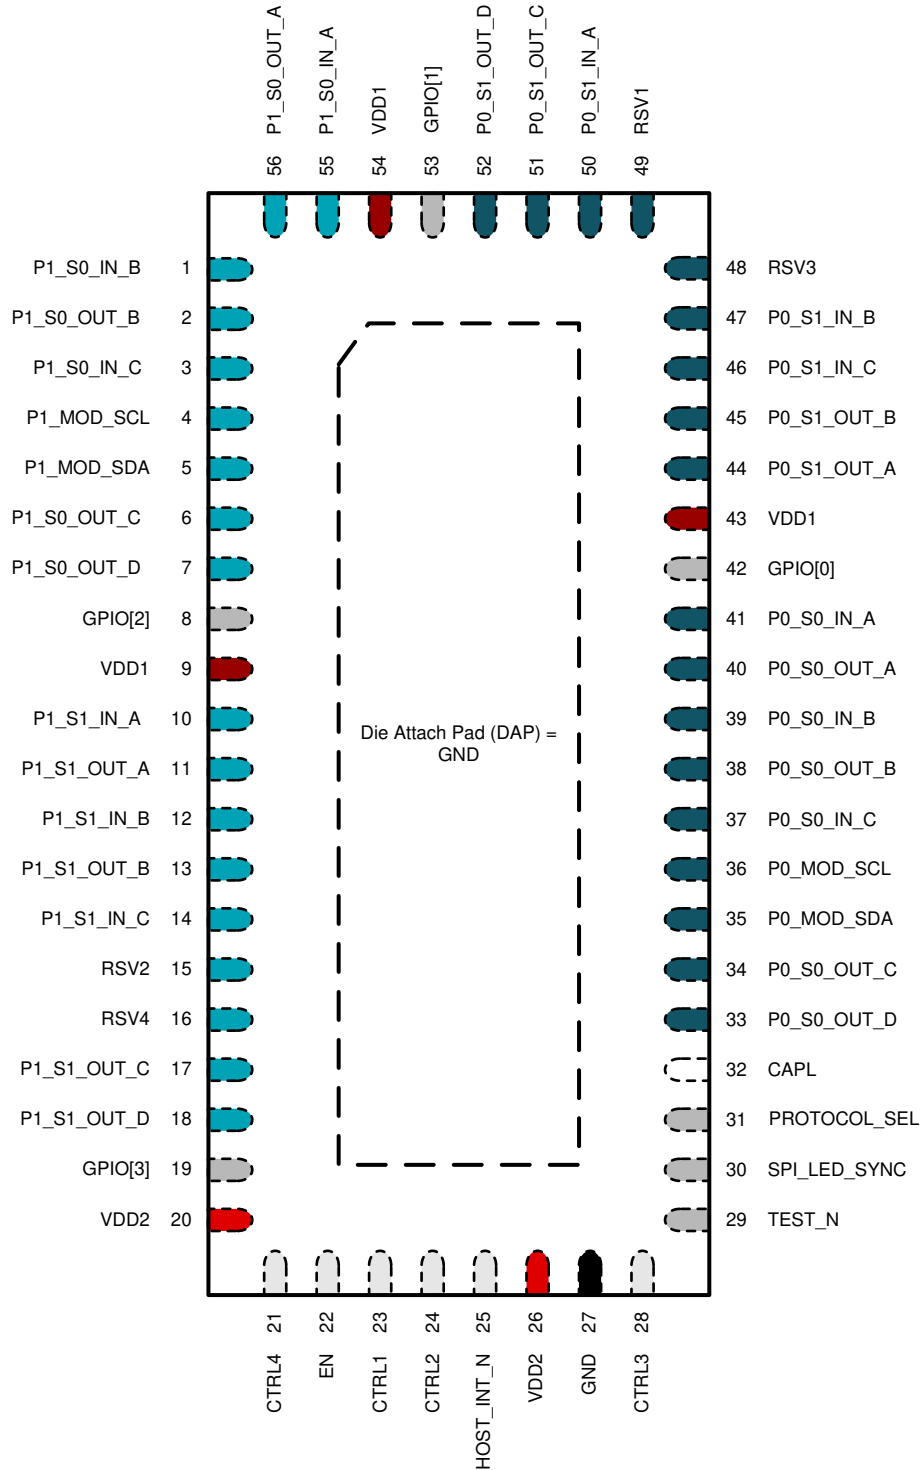 P1_S0_OUT_A
P1_S0_IN_A
VDD1
GPIO[1]
P0_S1_OUT_D
P0_S1_OUT_C
P0_S1_IN_A
RSV1
56 55 54 53 52 51 50 49
P1_S0_IN_B 1
P1_S0_OUT_B 2
P1_S0_IN_C 3
P1_MOD_SCL 4
P1_MOD_SDA 5
P1_S0_OUT_C 6
P1_S0_OUT_D 7
GPIO[2] 8
VDD1 9
P1_S1_IN_A 10
P1_S1_OUT_A 11
P1_S1_IN_B 12
P1_S1_OUT_B 13
P1_S1_IN_C 14
RSV2 15
RSV4 16
P1_S1_OUT_C 17
P1_S1_OUT_D 18
GPIO[3] 19
VDD2 20
Die Attach Pad (DAP) =
GND
48 RSV3
47 P0_S1_IN_B
46 P0_S1_IN_C
45 P0_S1_OUT_B
44 P0_S1_OUT_A
43 VDD1
42 GPIO[0]
41 P0_S0_IN_A
40 P0_S0_OUT_A
39 P0_S0_IN_B
38 P0_S0_OUT_B
37 P0_S0_IN_C
36 P0_MOD_SCL
35 P0_MOD_SDA
34 P0_S0_OUT_C
33 P0_S0_OUT_D
32 CAPL
31 PROTOCOL_SEL
30 SPI_LED_SYNC
29 TEST_N
21 22 23 24 25 26 27 28
CTRL4
EN
CTRL1
CTRL2
HOST_INT_N
VDD2
GND
CTRL3